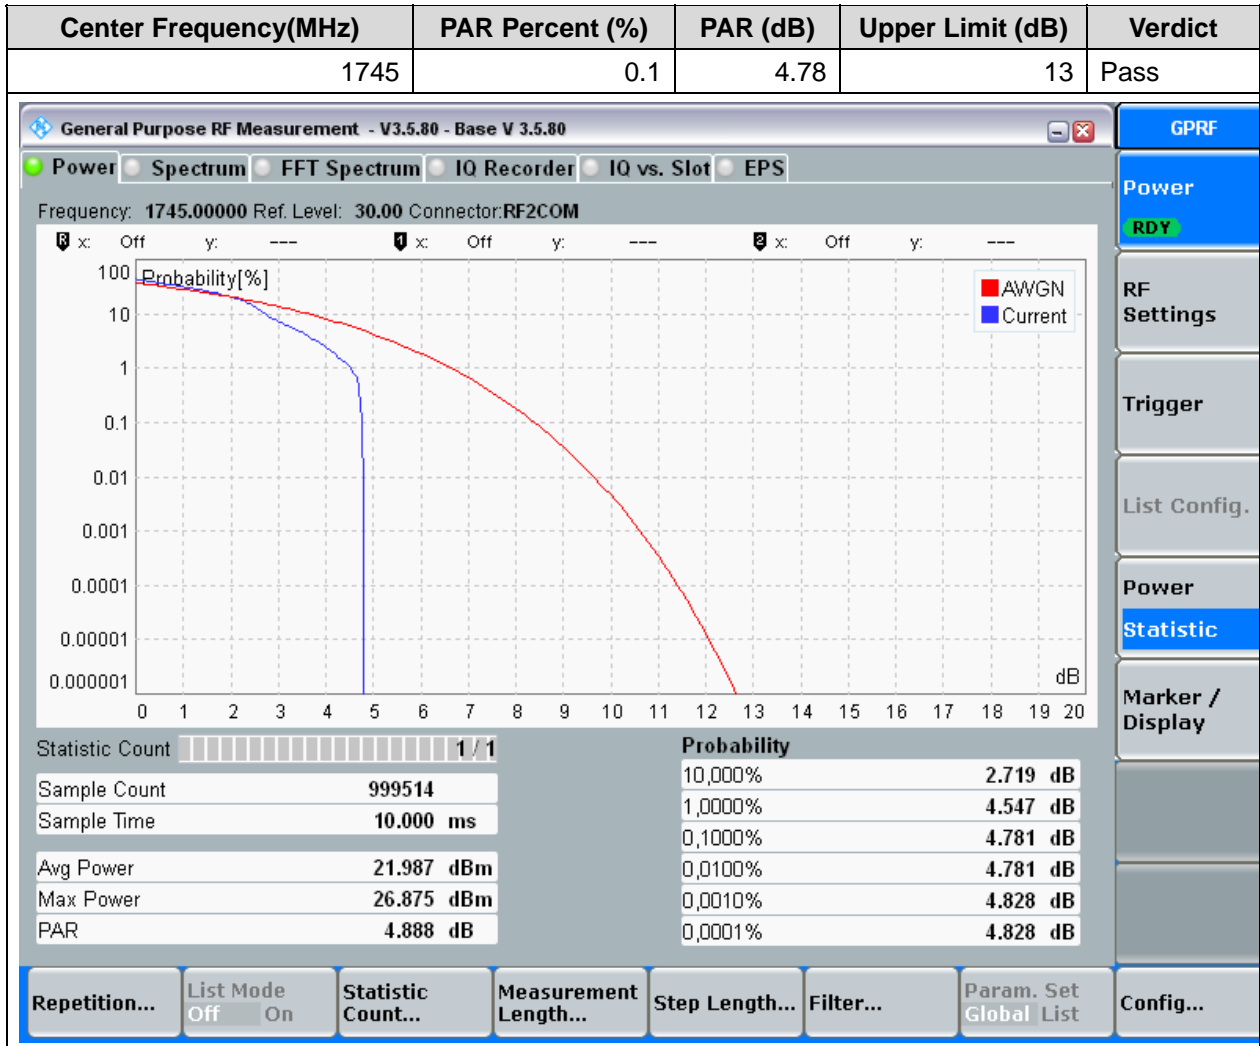 Center Frequency(MHz) PAR Percent (%) PAR (dB) Upper Limit (dB) Verdict
1745 0.1 4.78 13 Pass
General Purpose RF Measurement - V3.5.80 - Base V 3.5.80
GPRF
Power Spectrum FFT Spectrum IQ Recorder IQ vs. Slot EPS
Power
RDY
Frequency: 1745.00000 Ref. Level: 30.00 Connector:RF2COM
R x: Off y: --- 1 x: Off y: --- 2 x: Off y: ---
Probability[%]
AWGN
Current
100
10
1
0.1
0.01
0.001
0.0001
0.00001
0.000001
dB
0 1 2 3 4 5 6 7 8 9 10 11 12 13 14 15 16 17 18 19 20
RF
Settings
Trigger
List Config.
Power
Statistic
Marker /
Display
Statistic Count 1 / 1
Sample Count 999514
Sample Time 10.000 ms
Avg Power 21.987 dBm
Max Power 26.875 dBm
PAR 4.888 dB
Probability
10,000% 2.719 dB
1,0000% 4.547 dB
0,1000% 4.781 dB
0,0100% 4.781 dB
0,0010% 4.828 dB
0,0001% 4.828 dB
Repetition...
List Mode
Off On
Statistic
Count...
Measurement
Length...
Step Length...
Filter...
Param. Set
Global List
Config...